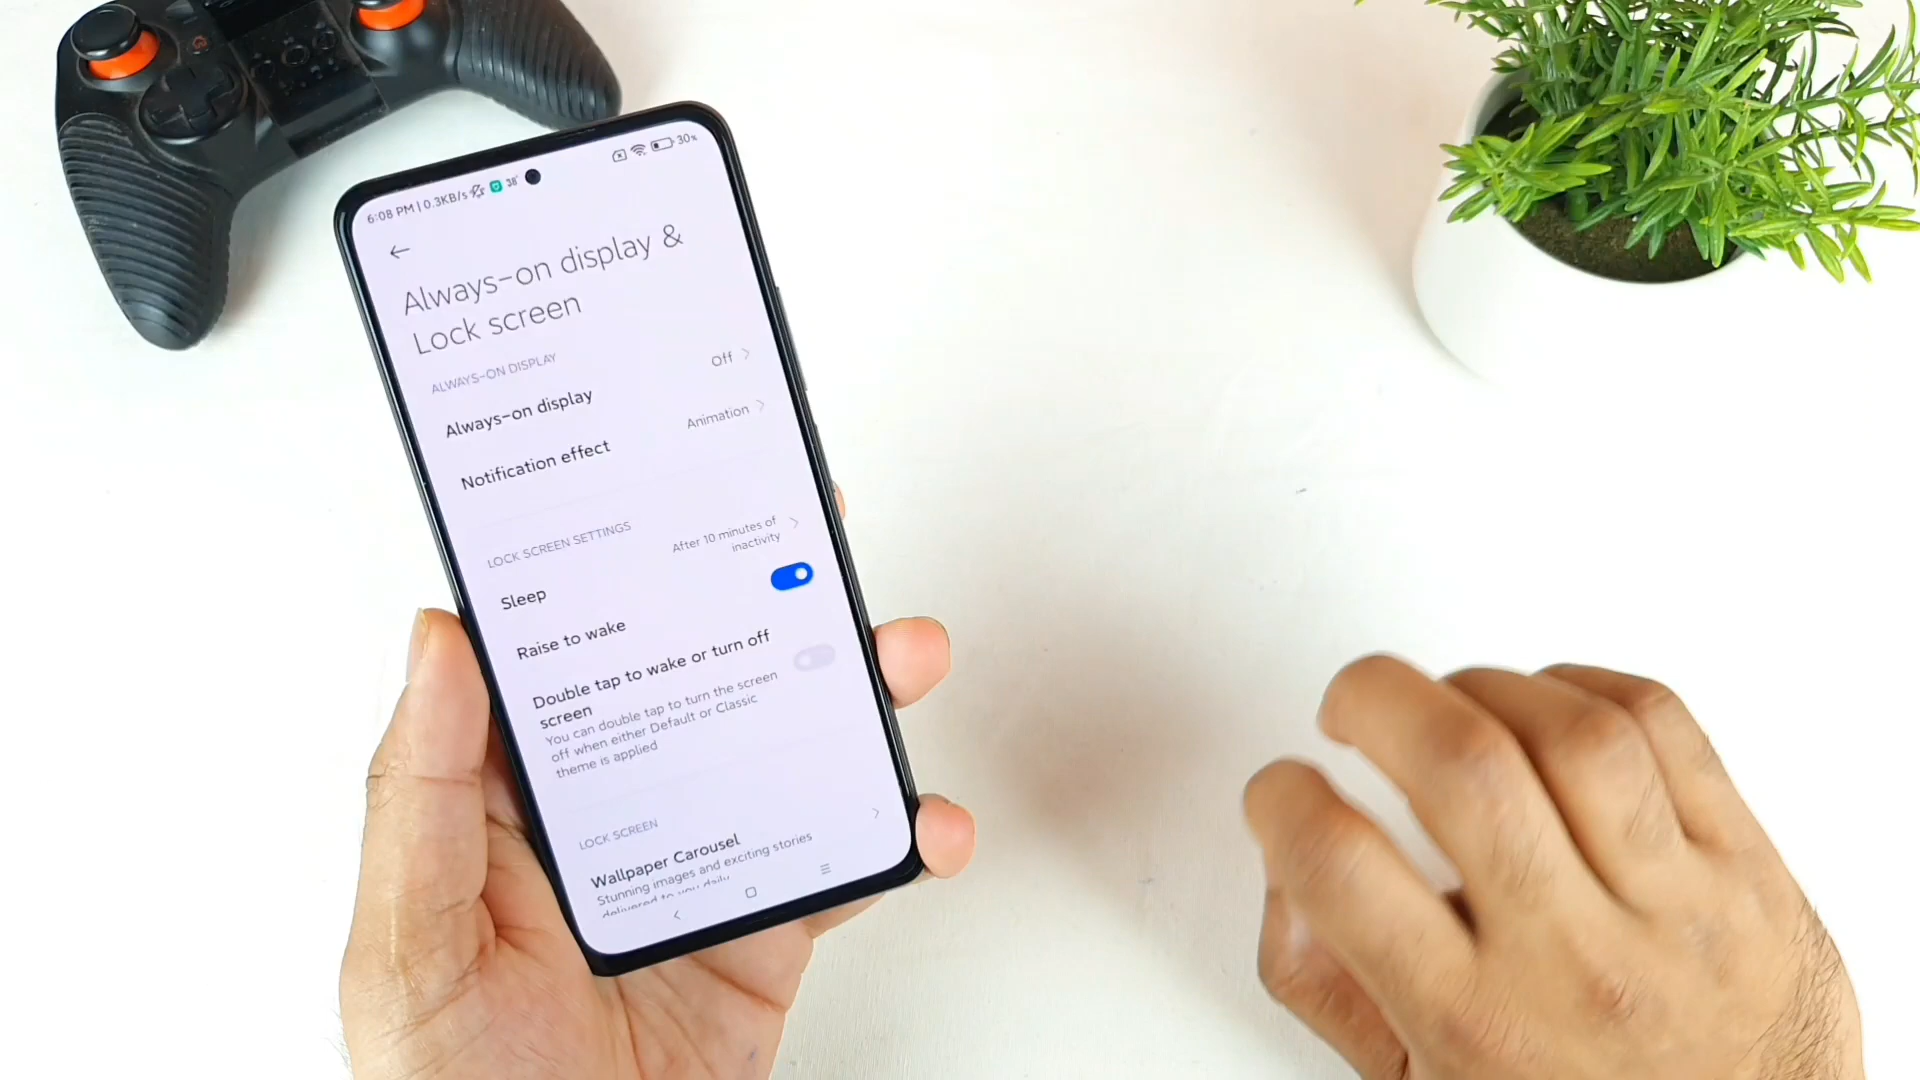 6:08 PM | 0.3KB/s 38°
30%
Always-on display &
Lock screen
ALWAYS-ON DISPLAY
Always-on display Off
Notification effect Animation
LOCK SCREEN SETTINGS
Sleep After 10 minutes of
inactivity
Raise to wake
Double tap to wake or turn off
screen
You can double tap to turn the screen
off when either Default or Classic
theme is applied
LOCK SCREEN
Wallpaper Carousel
Stunning images and exciting stories
delivered to you daily